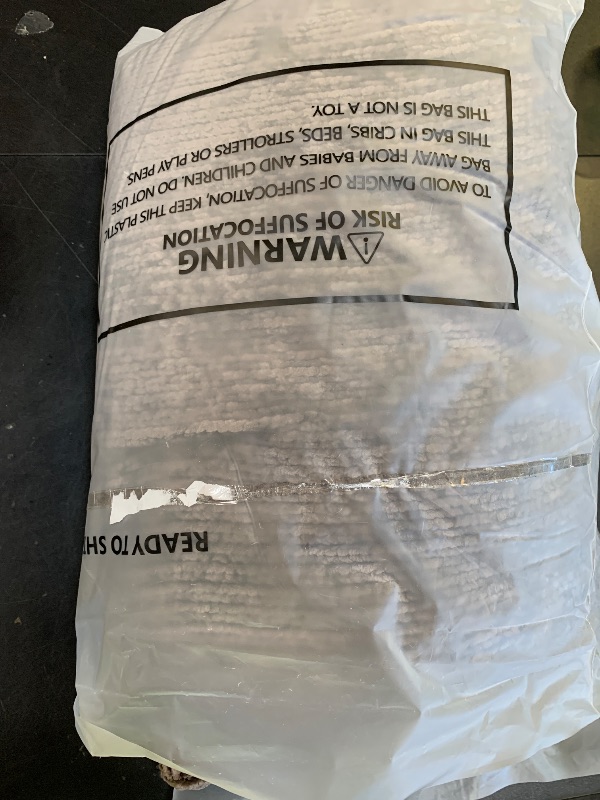 READY TO SHI
WARNING
RISK OF SUFFOCATION
TO AVOID DANGER OF SUFFOCATION, KEEP THIS PLASTIC
BAG AWAY FROM BABIES AND CHILDREN. DO NOT USE
THIS BAG IN CRIBS, BEDS, STROLLERS OR PLAY PENS.
THIS BAG IS NOT A TOY.